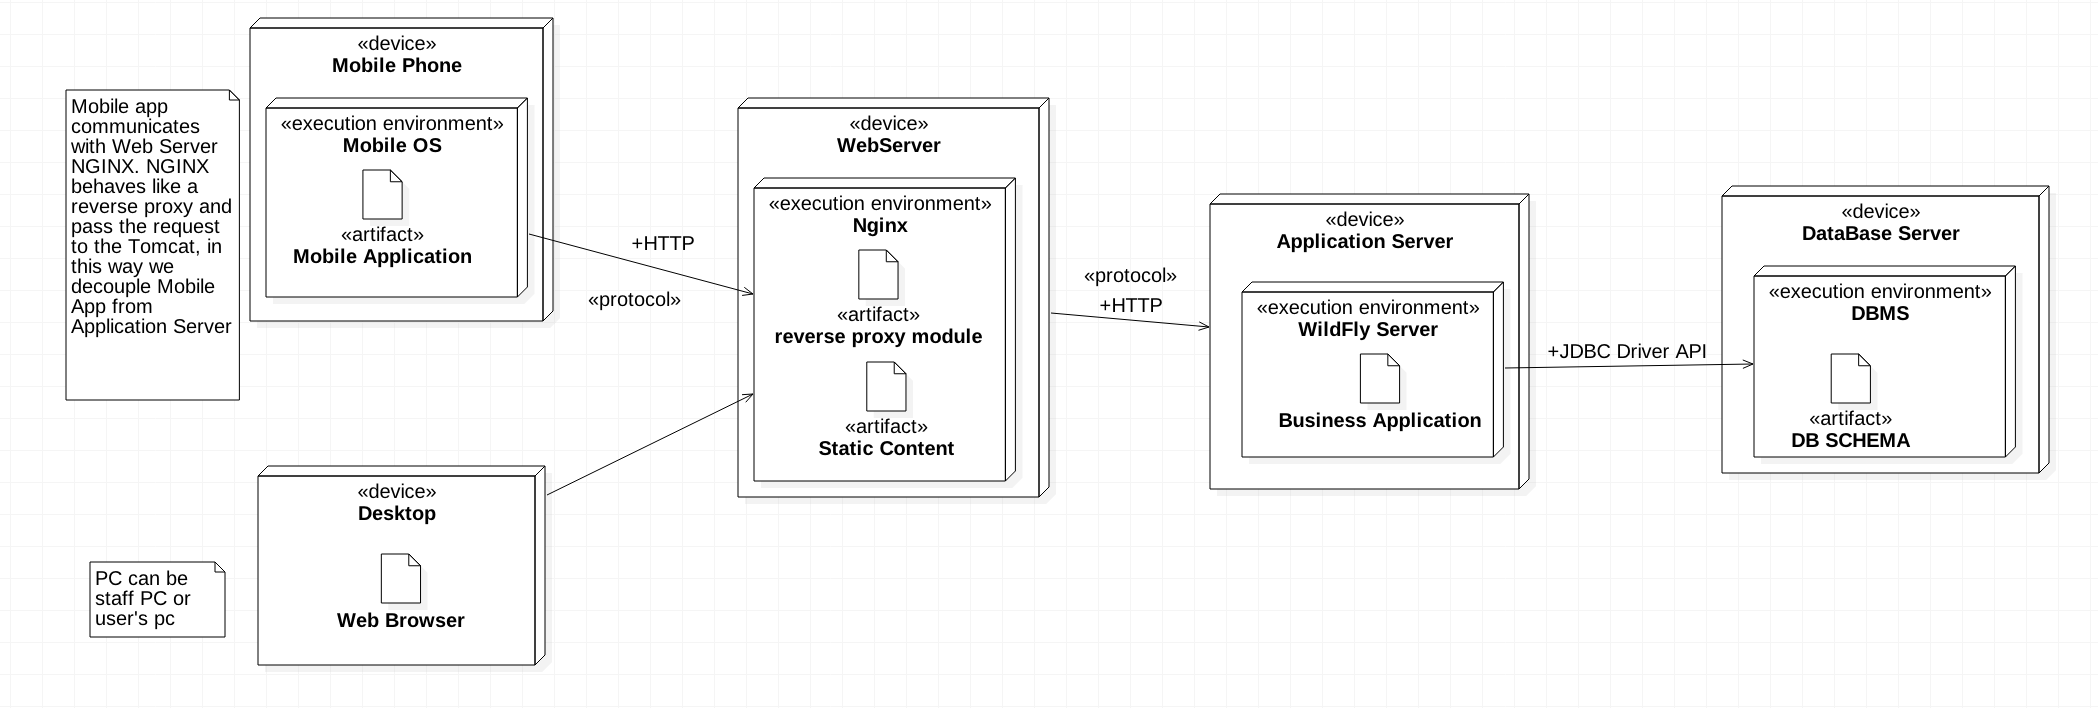 Mobile app
communicates
with Web Server
NGINX. NGINX
behaves like a
reverse proxy and
pass the request
to the Tomcat, in
this way we
decouple Mobile
App from
Application Server
«device»
Mobile Phone
«execution environment»
Mobile OS
«artifact»
Mobile Application
+HTTP
«protocol»
PC can be
staff PC or
user's pc
«device»
Desktop
Web Browser
«device»
WebServer
«execution environment»
Nginx
«artifact»
reverse proxy module
«artifact»
Static Content
«protocol»
+HTTP
«device»
Application Server
«execution environment»
WildFly Server
Business Application
+JDBC Driver API
«device»
DataBase Server
«execution environment»
DBMS
«artifact»
DB SCHEMA